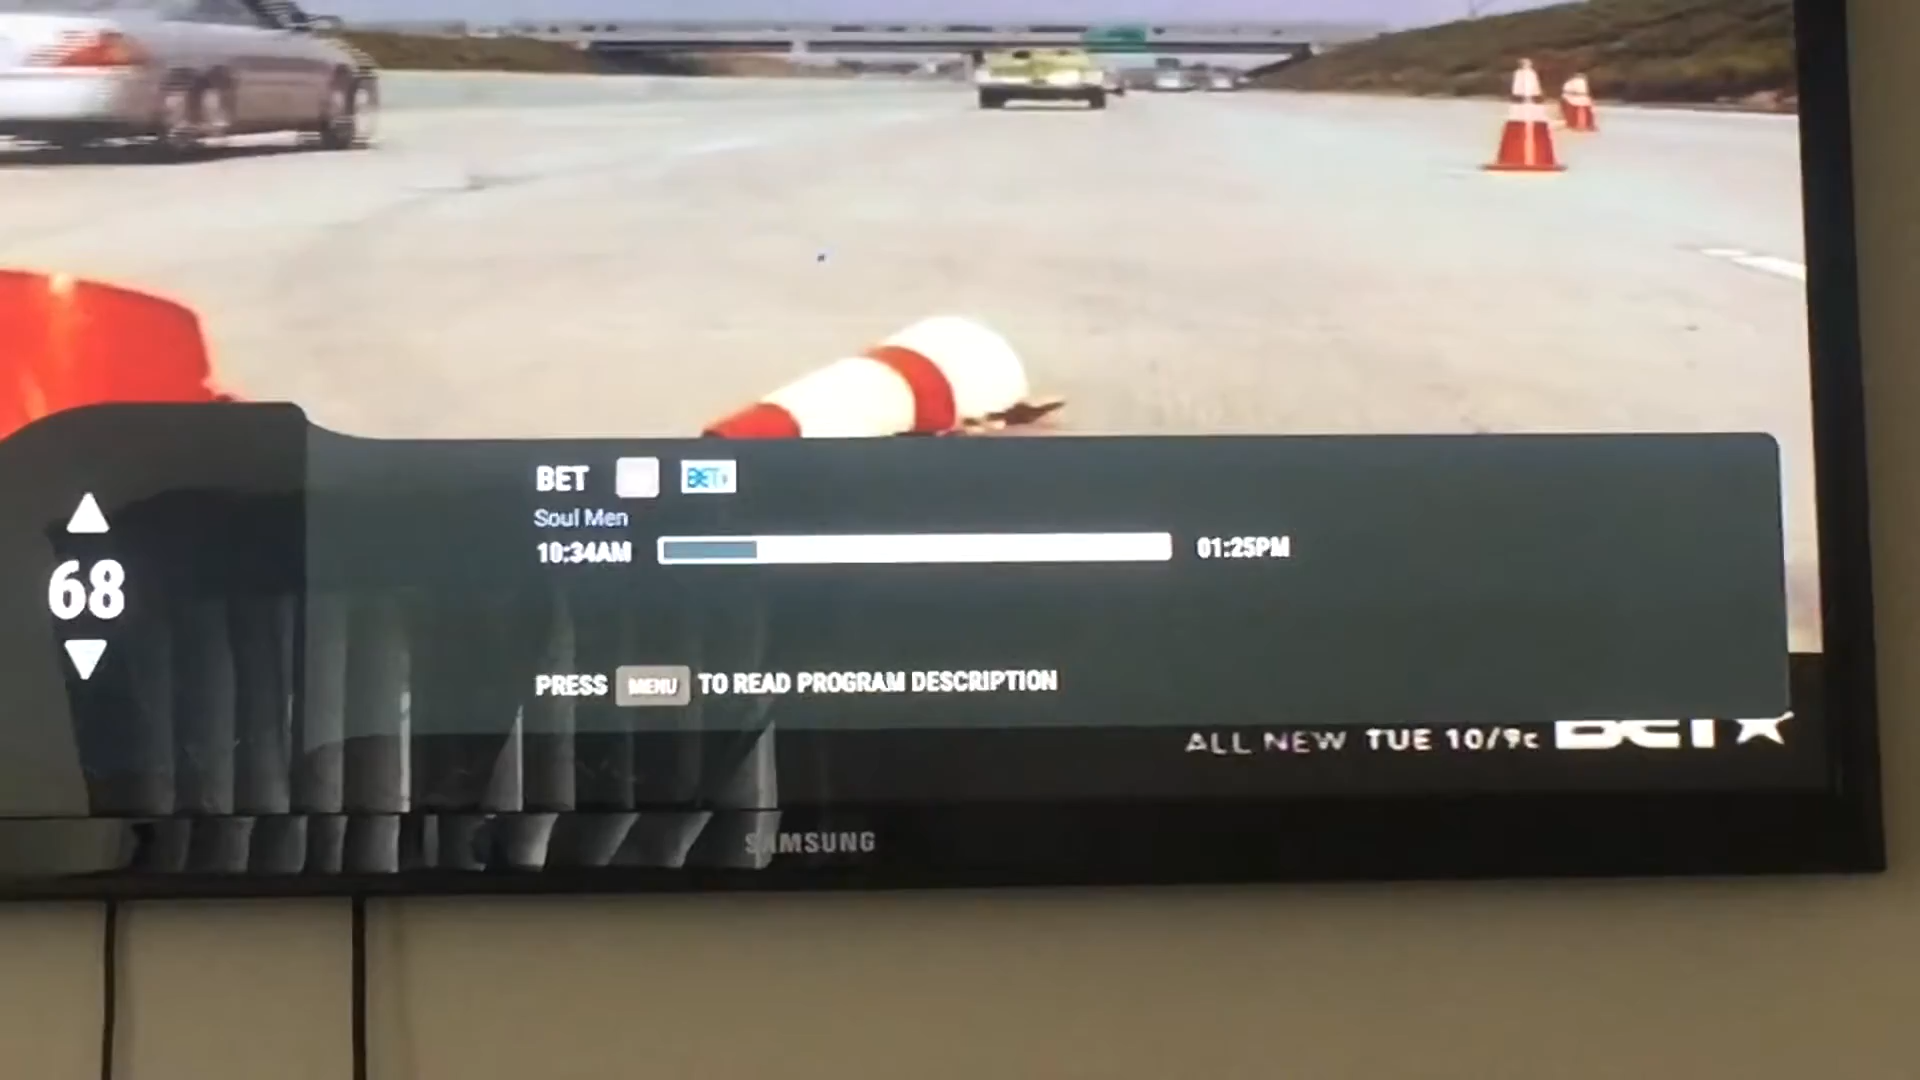 BET BET
Soul Men
10:34AM 01:25PM
68
PRESS MENU TO READ PROGRAM DESCRIPTION
ALL NEW TUE 10/9c BET
SAMSUNG